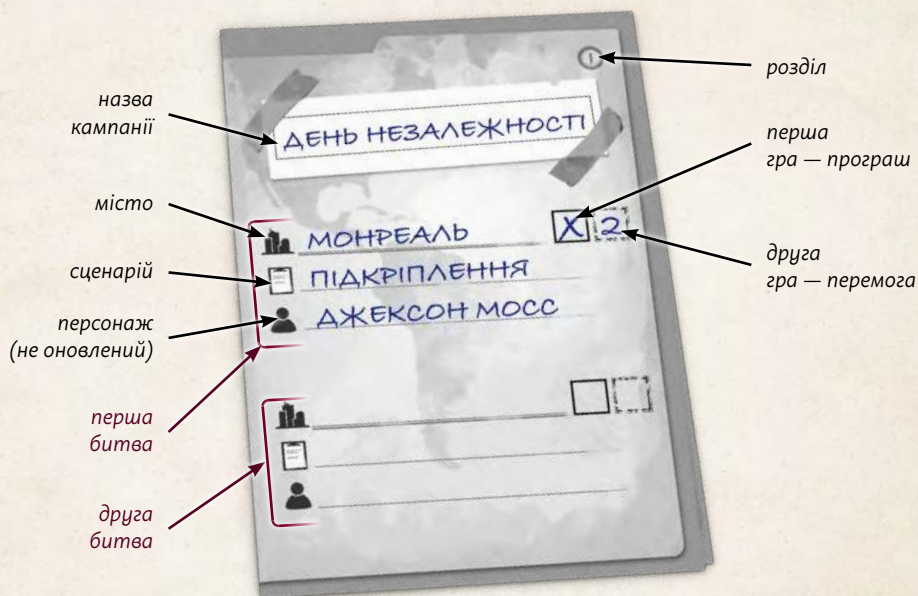 назва
кампанії
місто
сценарій
персонаж
(не оновлений)
перша
битва
друга
битва
I
ДЕНЬ НЕЗАЛЕЖНОСТІ
МОНРЕАЛЬ X 2
ПІДКРІПЛЕННЯ
ДЖЕКСОН МОСС
розділ
перша
гра — програш
друга
гра — перемога